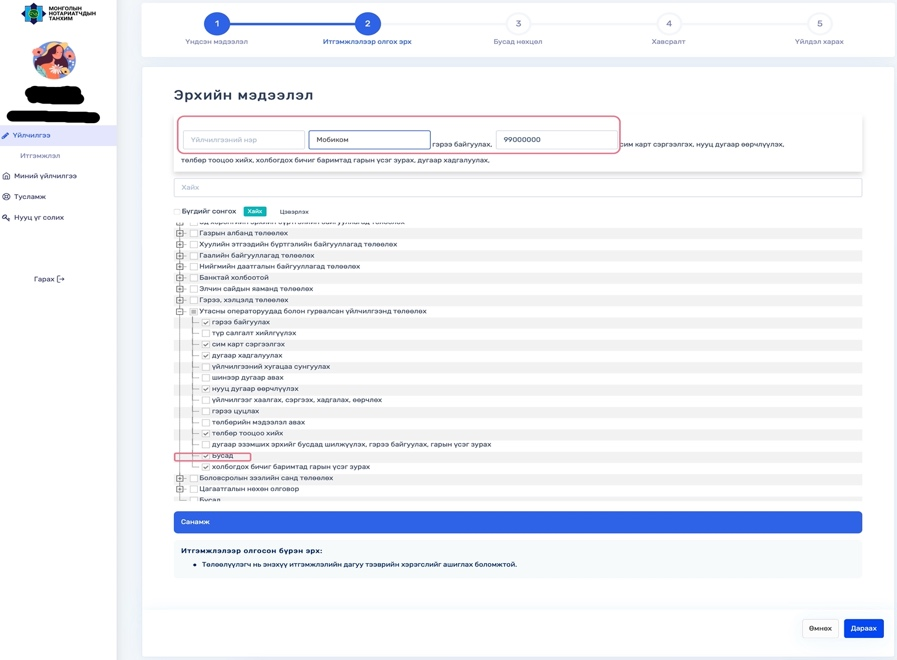 МОНГОЛЫН
НОТАРИАТЧДЫН
ТАНХИМ
Үйлчилгээ
Итгэмжлэл
Миний үйлчилгээ
Тусламж
Нууц үг солих
Гарах
1 2 3 4 5
Үндсэн мэдээлэл Итгэмжлэлээр олгох эрх Бусад нөхцөл Хавсралт Үйлдэл харах
Эрхийн мэдээлэл
Үйлчилгээний нэр Мобиком гэрээ байгуулах, 99000000 сим карт сэргээлгэх, нууц дугаар өөрчлүүлэх,
төлбөр тооцоо хийх, холбогдох бичиг баримтад гарын үсэг зурах, дугаар хадгалуулах,
Хайх
Бүгдийг сонгох Хайх Цэвэрлэх
Газрын албанд төлөөлөх
Хуулийн этгээдийн бүртгэлийн байгууллагад төлөөлөх
Гаалийн байгууллагад төлөөлөх
Нийгмийн даатгалын байгууллагад төлөөлөх
Банктай холбоотой
Элчин сайдын яаманд төлөөлөх
Гэрээ, хэлцэлд төлөөлөх
Утасны операторуудад болон гурвалсан үйлчилгээнд төлөөлөх
гэрээ байгуулах
түр салгалт хийлгүүлэх
сим карт сэргээлгэх
дугаар хадгалуулах
үйлчилгээний хугацаа сунгуулах
шинээр дугаар авах
нууц дугаар өөрчлүүлэх
үйлчилгээг хаалгах, сэргээх, хадгалах, өөрчлөх
гэрээ цуцлах
төлбөрийн мэдээлэл авах
төлбөр тооцоо хийх
дугаар эзэмших эрхийг бусдад шилжүүлэх, гэрээ байгуулах, гарын үсэг зурах
Бусад
холбогдох бичиг баримтад гарын үсэг зурах
Боловсролын зээлийн санд төлөөлөх
Цагаатгалын нөхөн олговор
Бусад
Санамж
Итгэмжлэлээр олгосон бүрэн эрх:
• Төлөөлүүлэгч нь энэхүү итгэмжлэлийн дагуу тээврийн хэрэгслийг ашиглах боломжтой.
Өмнөх Дараах